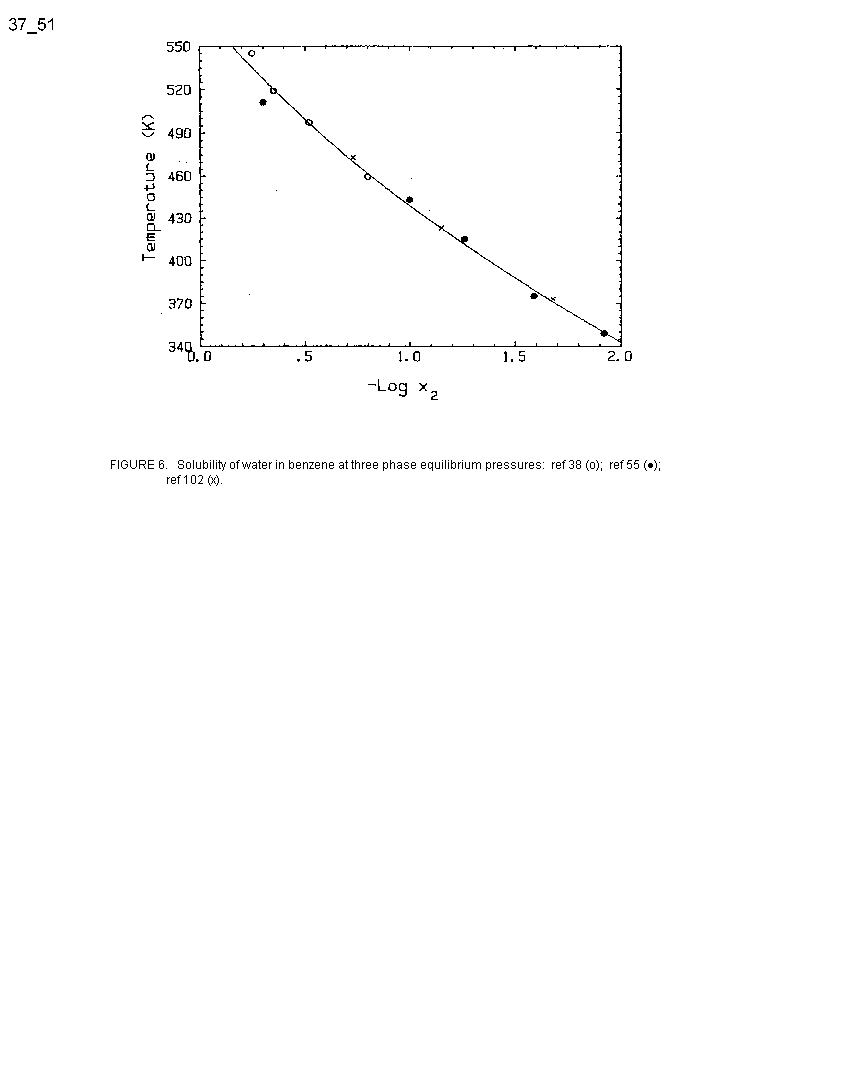 37_51
550
520
490
460
430
400
370
340
Temperature (K)
0.0 .5 1.0 1.5 2.0
-Log x2
FIGURE 6. Solubility of water in benzene at three phase equilibrium pressures: ref 38 (o); ref 55 (●);
ref 102 (x).